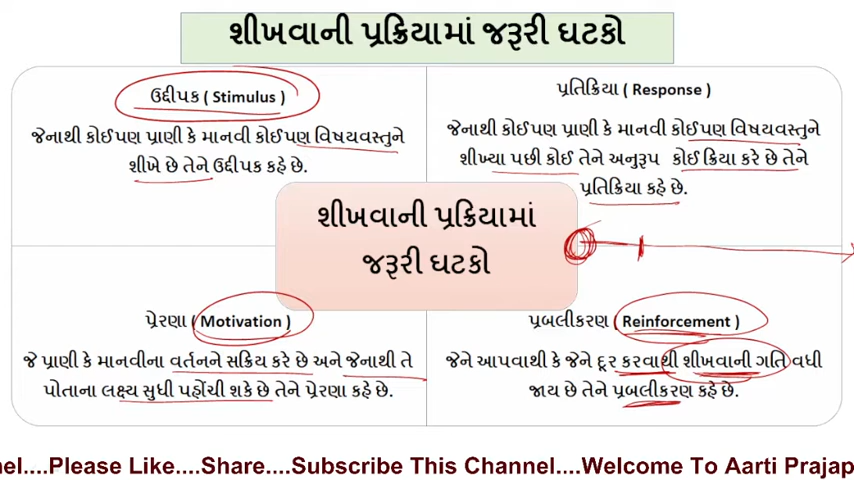 શીખવાની પ્રક્રિયામાં જરૂરી ઘટકો
ઉદ્દીપક ( Stimulus )
જેનાથી કોઈપણ પ્રાણી કે માનવી કોઈપણ વિષયવસ્તુને
શીખે છે તેને ઉદ્દીપક કહે છે.
પ્રતિક્રિયા ( Response )
જેનાથી કોઈપણ પ્રાણી કે માનવી કોઈપણ વિષયવસ્તુને
શીખ્યા પછી કોઈ તેને અનુરૂપ કોઈ ક્રિયા કરે છે તેને
પ્રતિક્રિયા કહે છે.
શીખવાની પ્રક્રિયામાં
જરૂરી ઘટકો
પ્રેરણા ( Motivation )
જે પ્રાણી કે માનવીના વર્તનને સક્રિય કરે છે અને જેનાથી તે
પોતાના લક્ષ્ય સુધી પહોંચી શકે છે તેને પ્રેરણા કહે છે.
પ્રબલીકરણ ( Reinforcement )
જેને આપવાથી કે જેને દૂર કરવાથી શીખવાની ગતિ વધી
જાય છે તેને પ્રબલીકરણ કહે છે.
nel....Please Like....Share....Subscribe This Channel....Welcome To Aarti Prajap